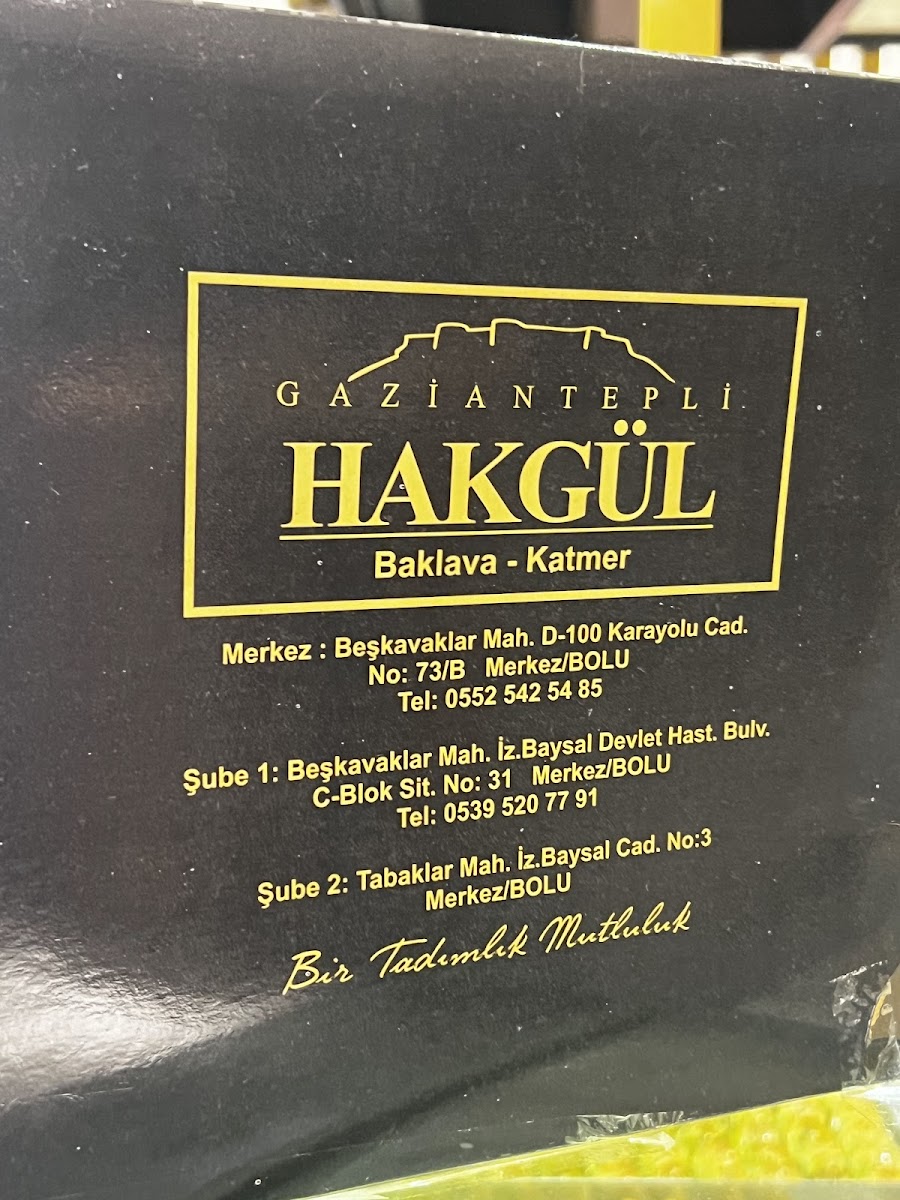 GAZİANTEPLİ
HAKGÜL
Baklava - Katmer
Merkez : Beşkavaklar Mah. D-100 Karayolu Cad.
No: 73/B Merkez/BOLU
Tel: 0552 542 54 85
Şube 1: Beşkavaklar Mah. İz.Baysal Devlet Hast. Bulv.
C-Blok Sit. No: 31 Merkez/BOLU
Tel: 0539 520 77 91
Şube 2: Tabaklar Mah. İz.Baysal Cad. No:3
Merkez/BOLU
Bir Tadımlık Mutluluk